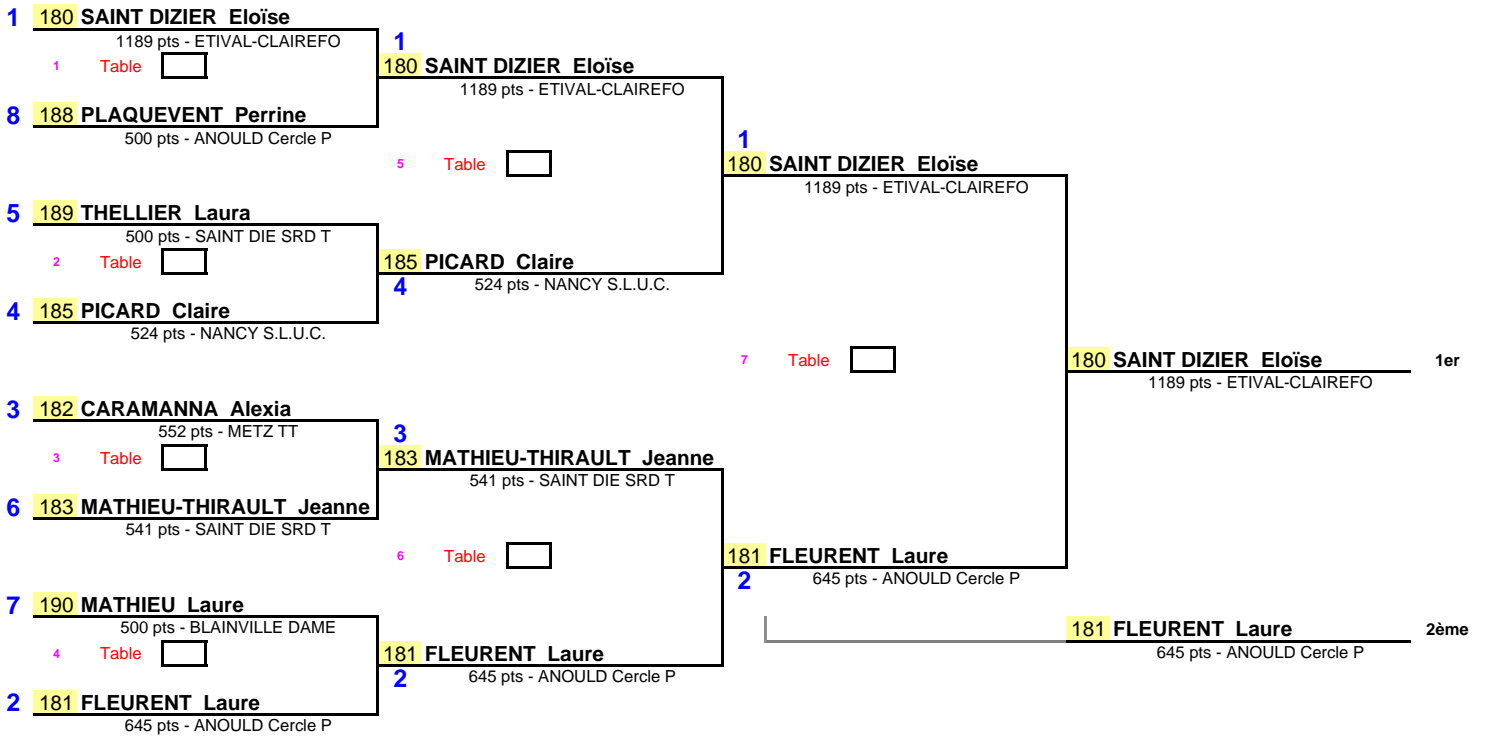 1 180 SAINT DIZIER Eloïse
1189 pts - ETIVAL-CLAIREFO
1 Table
8 188 PLAQUEVENT Perrine
500 pts - ANOULD Cercle P
5 189 THELLIER Laura
500 pts - SAINT DIE SRD T
2 Table
4 185 PICARD Claire
524 pts - NANCY S.L.U.C.
3 182 CARAMANNA Alexia
552 pts - METZ TT
3 Table
6 183 MATHIEU-THIRAULT Jeanne
541 pts - SAINT DIE SRD T
7 190 MATHIEU Laure
500 pts - BLAINVILLE DAME
4 Table
2 181 FLEURENT Laure
645 pts - ANOULD Cercle P
1
180 SAINT DIZIER Eloïse
1189 pts - ETIVAL-CLAIREFO
5 Table
185 PICARD Claire
4 524 pts - NANCY S.L.U.C.
3
183 MATHIEU-THIRAULT Jeanne
541 pts - SAINT DIE SRD T
6 Table
181 FLEURENT Laure
2 645 pts - ANOULD Cercle P
1
180 SAINT DIZIER Eloïse
1189 pts - ETIVAL-CLAIREFO
7 Table
181 FLEURENT Laure
2 645 pts - ANOULD Cercle P
180 SAINT DIZIER Eloïse 1er
1189 pts - ETIVAL-CLAIREFO
181 FLEURENT Laure 2ème
645 pts - ANOULD Cercle P